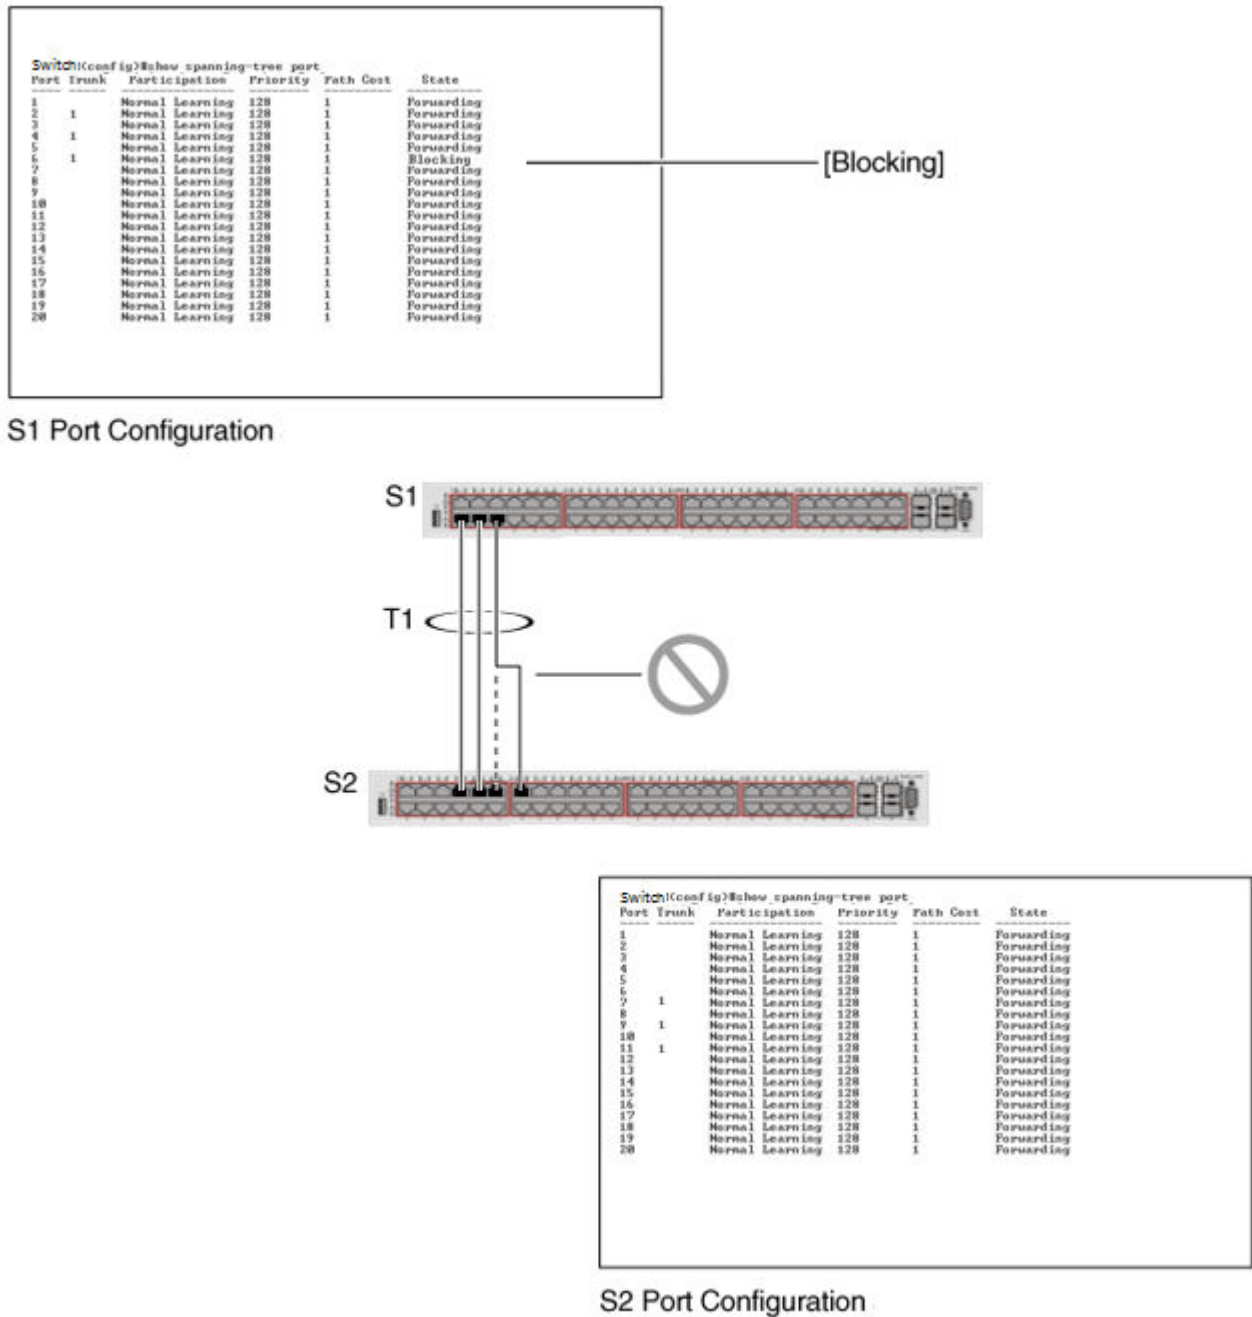 Switch(config)#show spanning-tree port
Port Trunk Participation Priority Path Cost State
1 Normal Learning 128 1 Forwarding
2 1 Normal Learning 128 1 Forwarding
3 Normal Learning 128 1 Forwarding
4 1 Normal Learning 128 1 Forwarding
5 Normal Learning 128 1 Forwarding
6 1 Normal Learning 128 1 Blocking
7 Normal Learning 128 1 Forwarding
8 Normal Learning 128 1 Forwarding
9 Normal Learning 128 1 Forwarding
10 Normal Learning 128 1 Forwarding
11 Normal Learning 128 1 Forwarding
12 Normal Learning 128 1 Forwarding
13 Normal Learning 128 1 Forwarding
14 Normal Learning 128 1 Forwarding
15 Normal Learning 128 1 Forwarding
16 Normal Learning 128 1 Forwarding
17 Normal Learning 128 1 Forwarding
18 Normal Learning 128 1 Forwarding
19 Normal Learning 128 1 Forwarding
20 Normal Learning 128 1 Forwarding
[Blocking]
S1 Port Configuration
S1
T1
S2
Switch(config)#show spanning-tree port
Port Trunk Participation Priority Path Cost State
1 Normal Learning 128 1 Forwarding
2 Normal Learning 128 1 Forwarding
3 Normal Learning 128 1 Forwarding
4 Normal Learning 128 1 Forwarding
5 Normal Learning 128 1 Forwarding
6 Normal Learning 128 1 Forwarding
7 1 Normal Learning 128 1 Forwarding
8 Normal Learning 128 1 Forwarding
9 1 Normal Learning 128 1 Forwarding
10 Normal Learning 128 1 Forwarding
11 1 Normal Learning 128 1 Forwarding
12 Normal Learning 128 1 Forwarding
13 Normal Learning 128 1 Forwarding
14 Normal Learning 128 1 Forwarding
15 Normal Learning 128 1 Forwarding
16 Normal Learning 128 1 Forwarding
17 Normal Learning 128 1 Forwarding
18 Normal Learning 128 1 Forwarding
19 Normal Learning 128 1 Forwarding
20 Normal Learning 128 1 Forwarding
S2 Port Configuration